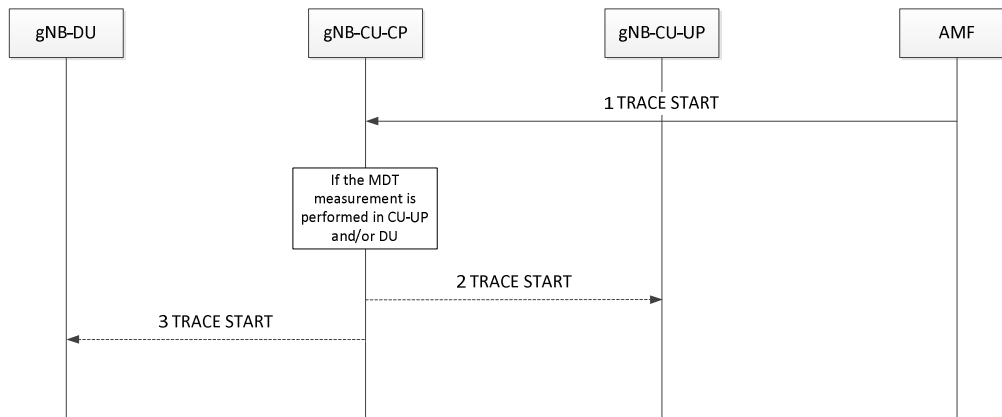 gNB-DU
gNB-CU-CP
gNB-CU-UP
AMF
1 TRACE START
If the MDT
measurement is
performed in CU-UP
and/or DU
2 TRACE START
3 TRACE START